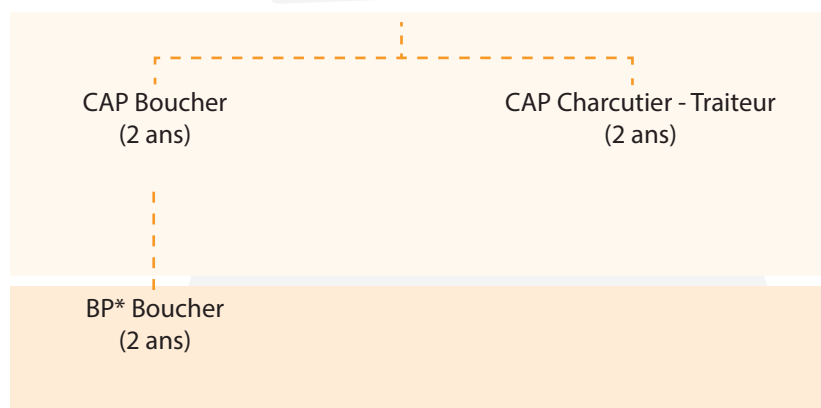 CAP Boucher
(2 ans)
CAP Charcutier - Traiteur
(2 ans)
BP* Boucher
(2 ans)